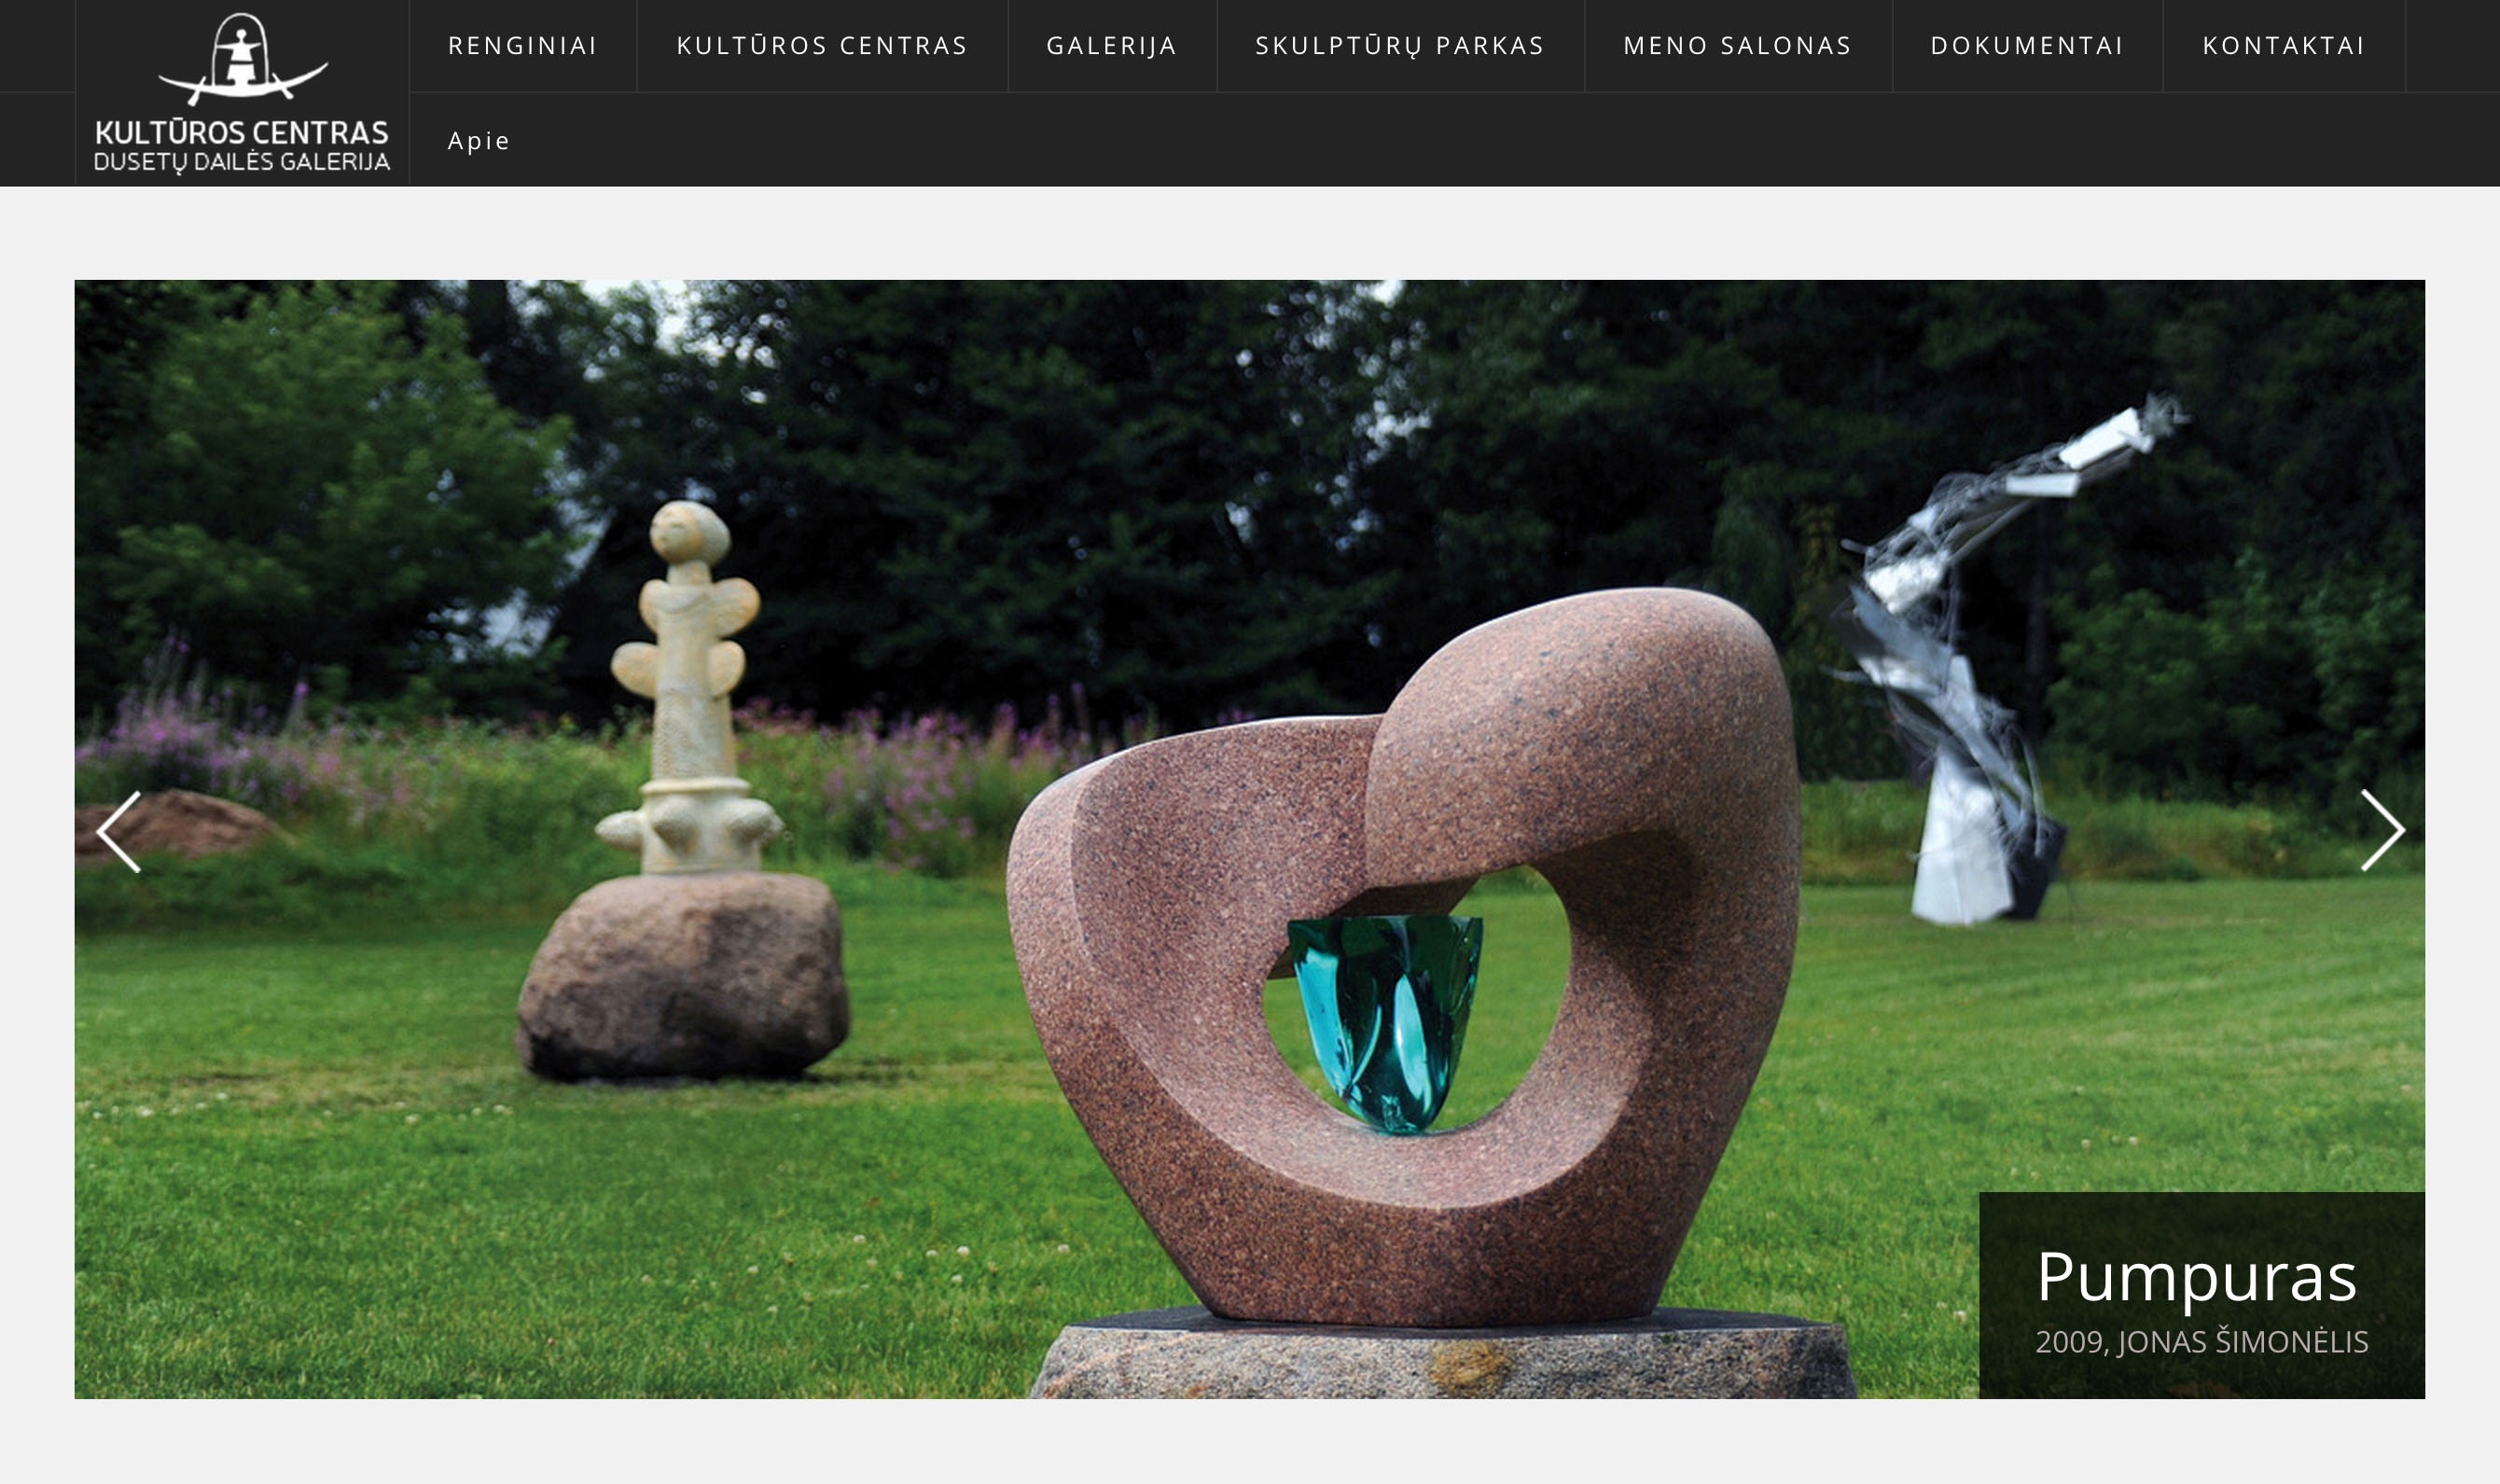 KULTŪROS CENTRAS
DUSETŲ DAILĖS GALERIJA
RENGINIAI
KULTŪROS CENTRAS
GALERIJA
SKULPTŪRŲ PARKAS
MENO SALONAS
DOKUMENTAI
KONTAKTAI
Apie
Pumpuras
2009, JONAS ŠIMONĖLIS